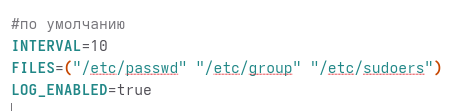 #по умолчанию
INTERVAL=10
FILES=("/etc/passwd" "/etc/group" "/etc/sudoers")
LOG_ENABLED=true